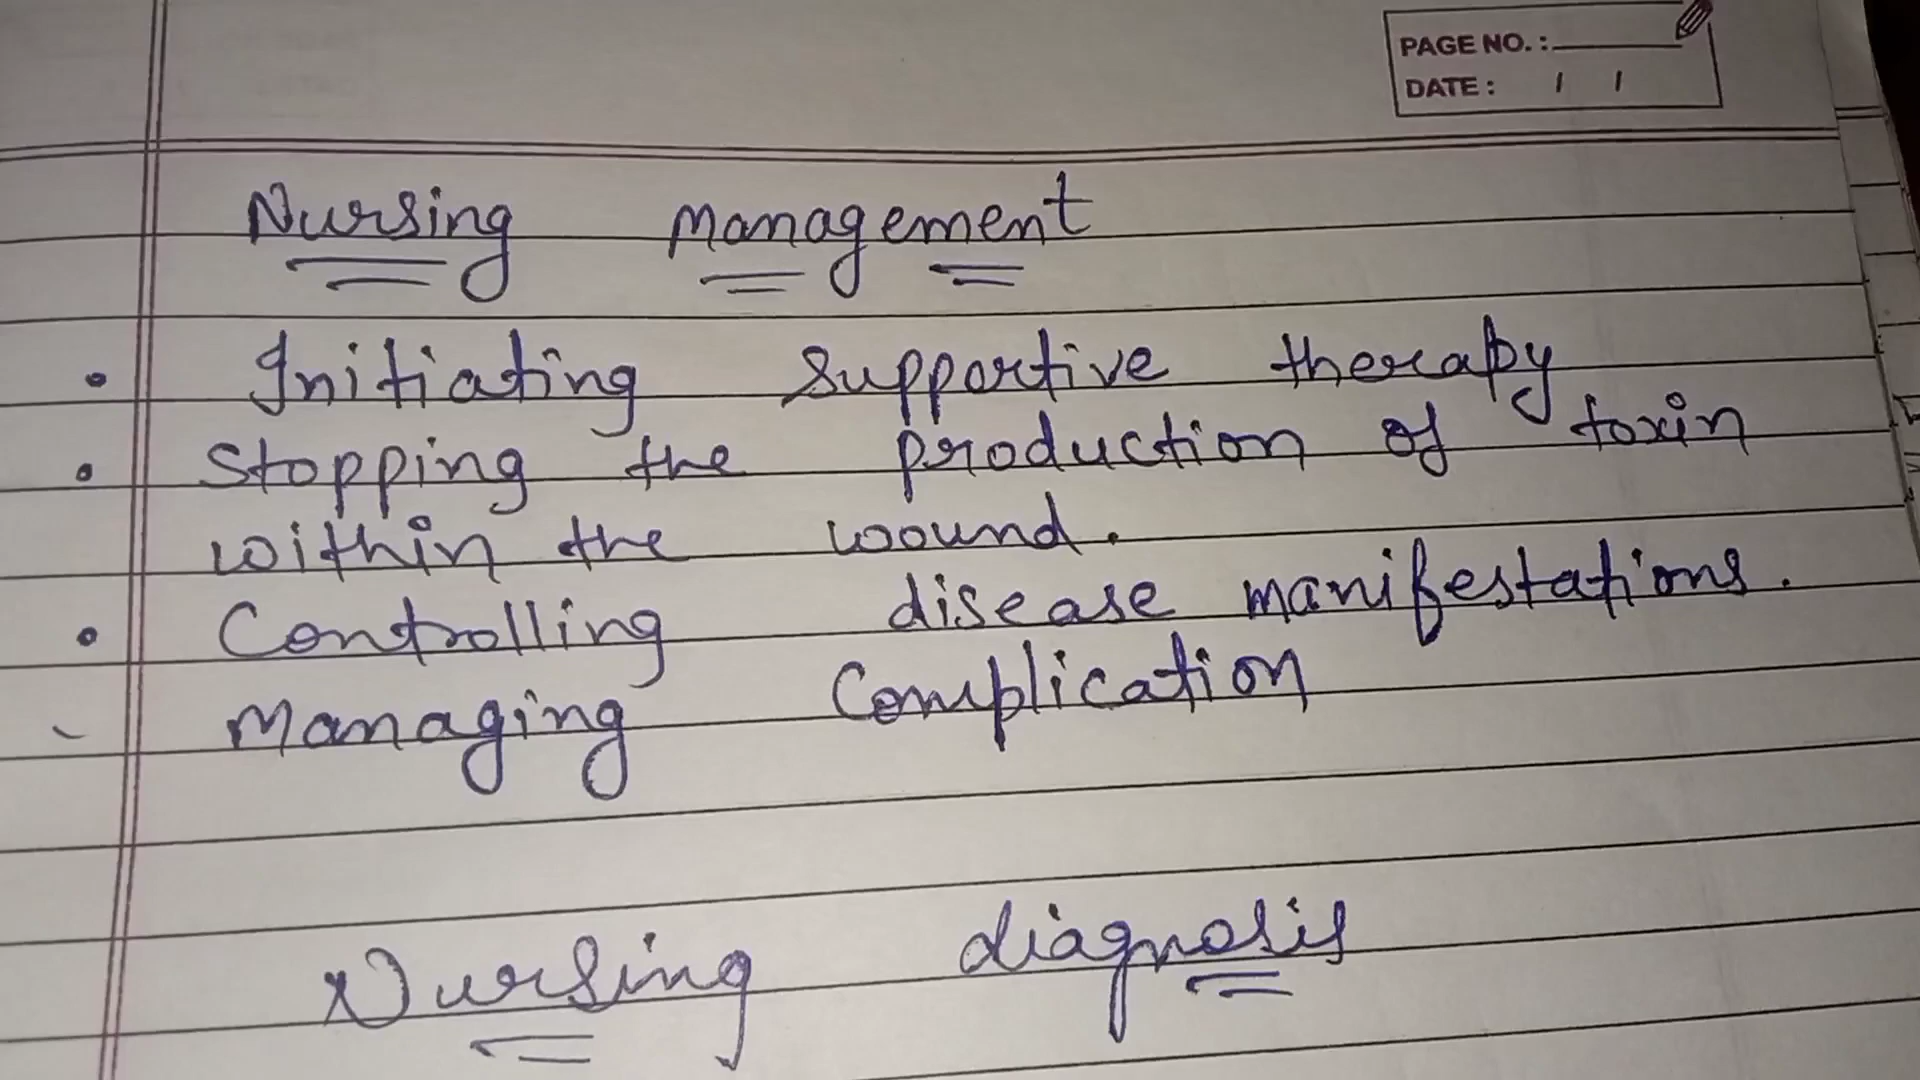 PAGE NO. :
DATE : / /
Nursing management
• Initiating supportive therapy
• Stopping the production of toxin
within the wound.
• Controlling disease manifestations.
- Managing Complication
Nursing diagnosis